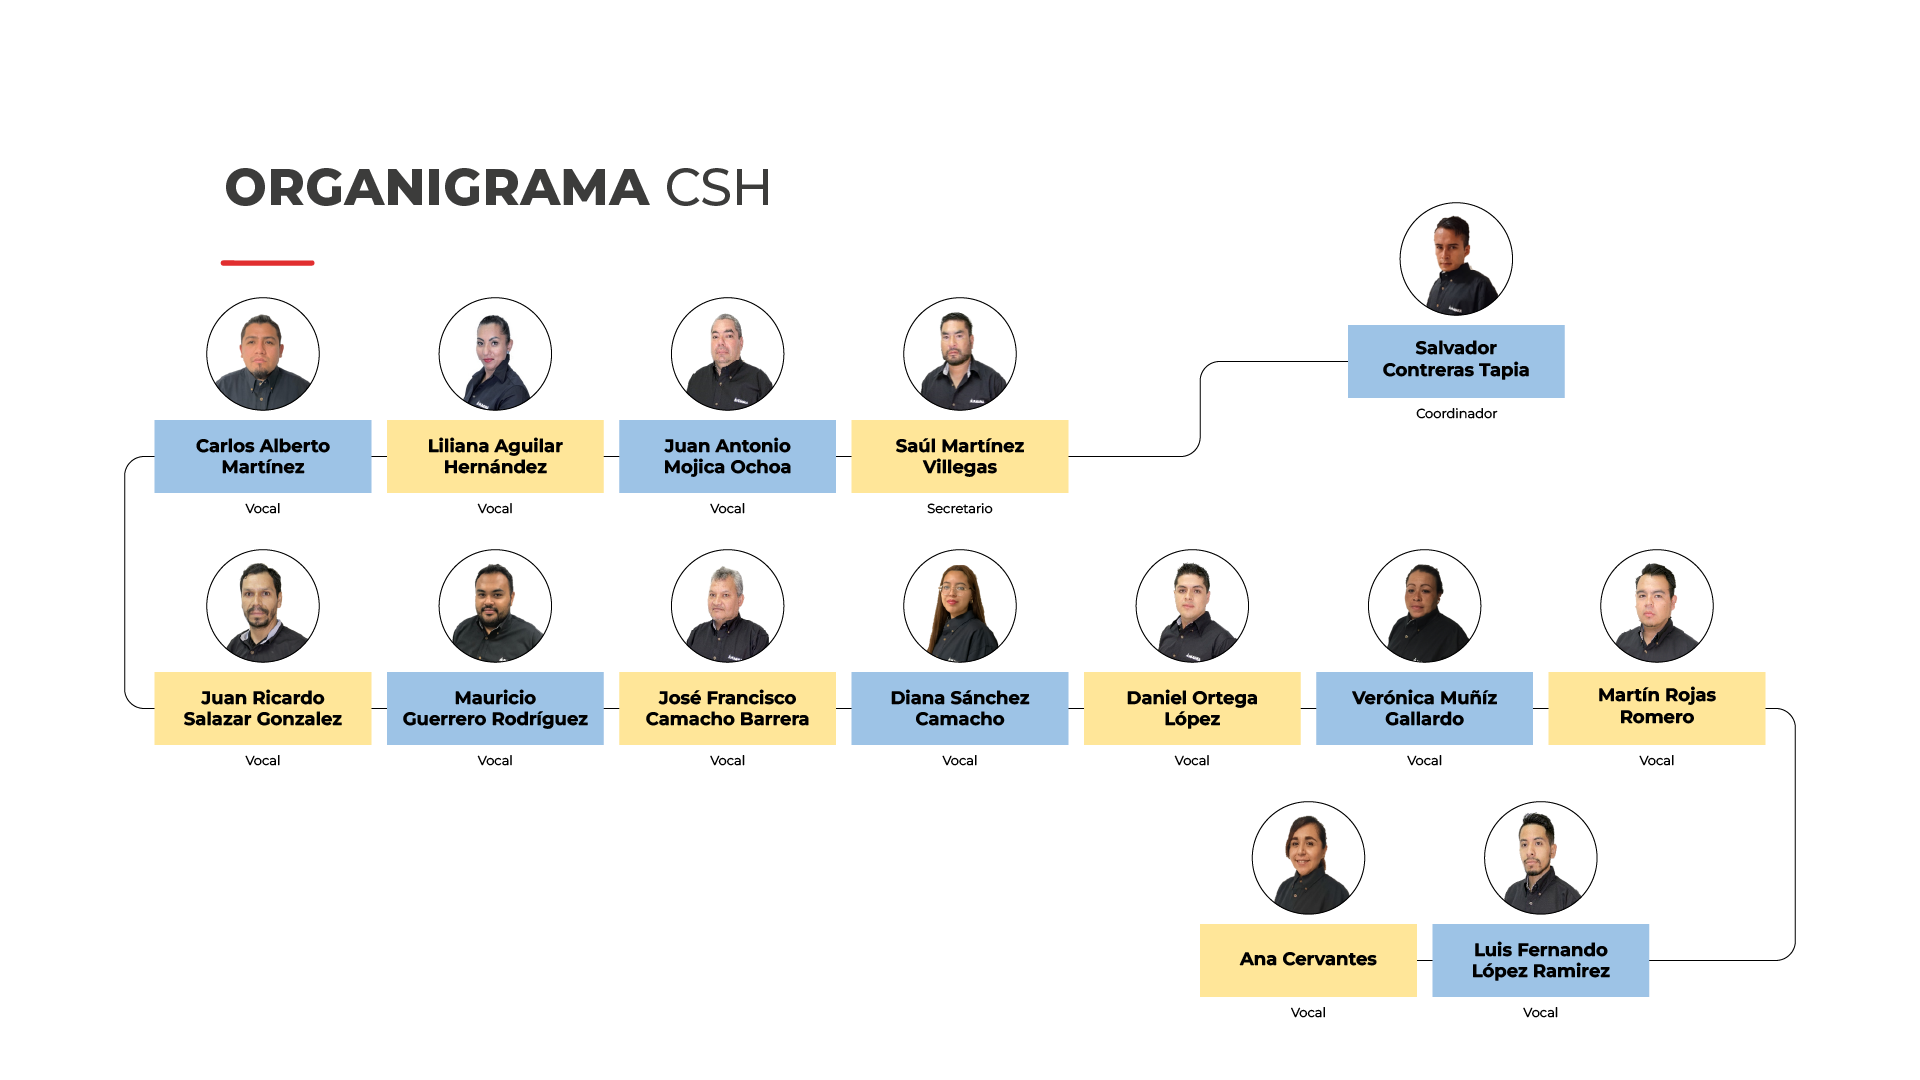 ORGANIGRAMA CSH
Salvador
Contreras Tapia
Coordinador
Carlos Alberto
Martínez
Vocal
Liliana Aguilar
Hernández
Vocal
Juan Antonio
Mojica Ochoa
Vocal
Saúl Martínez
Villegas
Secretario
Juan Ricardo
Salazar Gonzalez
Vocal
Mauricio
Guerrero Rodríguez
Vocal
José Francisco
Camacho Barrera
Vocal
Diana Sánchez
Camacho
Vocal
Daniel Ortega
López
Vocal
Verónica Muñíz
Gallardo
Vocal
Martín Rojas
Romero
Vocal
Ana Cervantes
Vocal
Luis Fernando
López Ramirez
Vocal